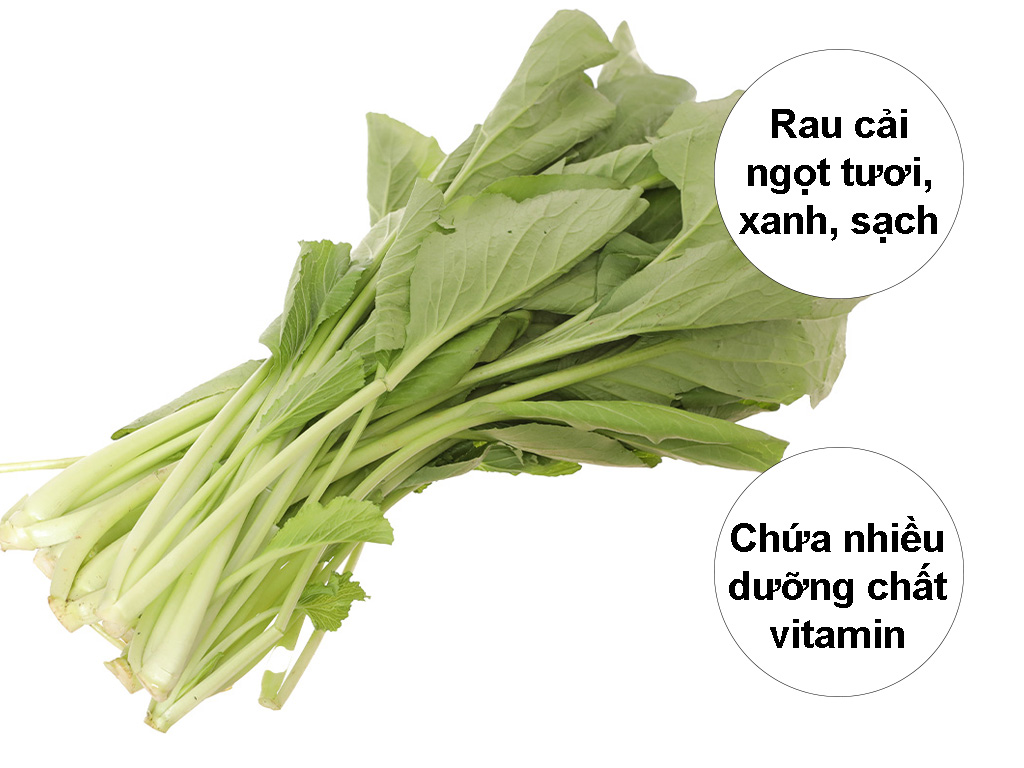 Rau cải
ngọt tươi,
xanh, sạch
Chứa nhiều
dưỡng chất
vitamin